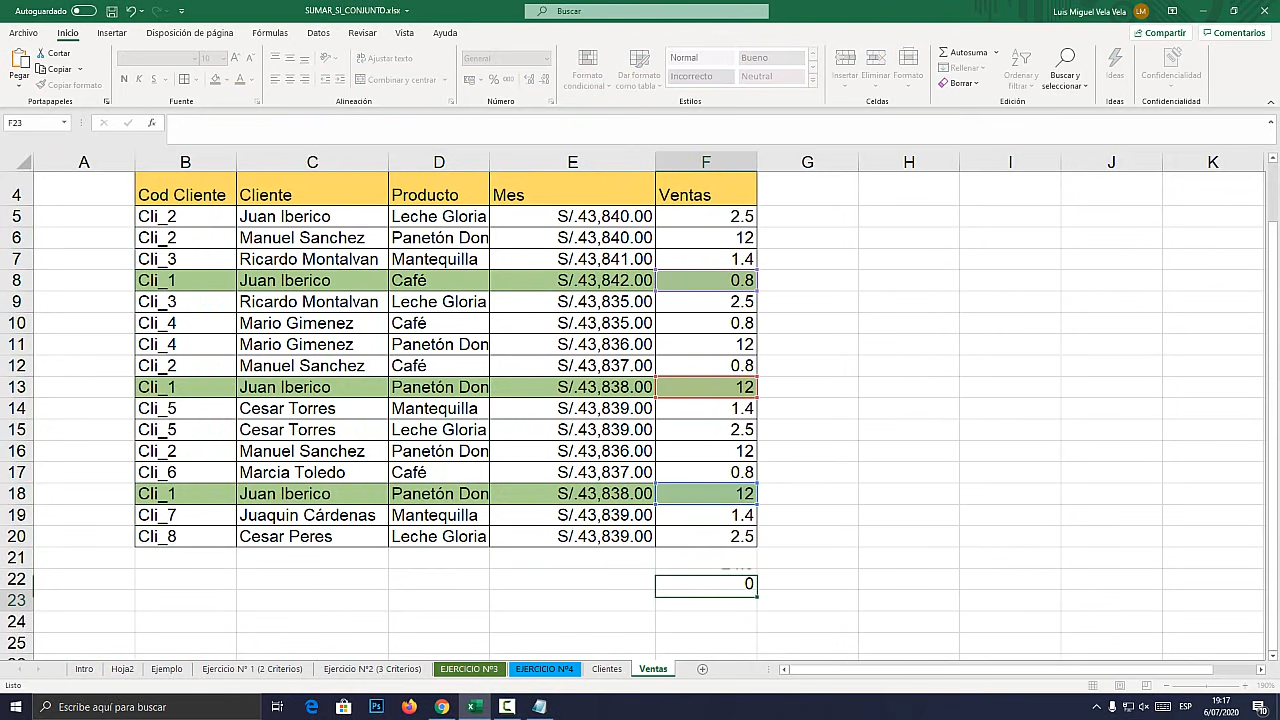 Autoguardado SUMAR_SI_CONJUNTO.xlsx Buscar Luis Miguel Vela Vela LM
Archivo Inicio Insertar Disposición de página Fórmulas Datos Revisar Vista Ayuda Compartir Comentarios
Pegar Cortar Copiar Copiar formato
10 A A
N K S A
Ajustar texto
Combinar y centrar
General
% 000
Formato condicional
Dar formato como tabla
Normal Bueno
Incorrecto Neutral
Insertar Eliminar Formato
Autosuma
Rellenar
Borrar
Ordenar y filtrar
Buscar y seleccionar
Ideas
Confidencialidad
Portapapeles Fuente Alineación Número Estilos Celdas Edición Ideas Confidencialidad
F23 fx
A B C D E F G H I J K
4 Cod Cliente Cliente Producto Mes Ventas
5 Cli_2 Juan Iberico Leche Gloria S/.43,840.00 2.5
6 Cli_2 Manuel Sanchez Panetón Don S/.43,840.00 12
7 Cli_3 Ricardo Montalvan Mantequilla S/.43,841.00 1.4
8 Cli_1 Juan Iberico Café S/.43,842.00 0.8
9 Cli_3 Ricardo Montalvan Leche Gloria S/.43,835.00 2.5
10 Cli_4 Mario Gimenez Café S/.43,835.00 0.8
11 Cli_4 Mario Gimenez Panetón Don S/.43,836.00 12
12 Cli_2 Manuel Sanchez Café S/.43,837.00 0.8
13 Cli_1 Juan Iberico Panetón Don S/.43,838.00 12
14 Cli_5 Cesar Torres Mantequilla S/.43,839.00 1.4
15 Cli_5 Cesar Torres Leche Gloria S/.43,839.00 2.5
16 Cli_2 Manuel Sanchez Panetón Don S/.43,836.00 12
17 Cli_6 Marcia Toledo Café S/.43,837.00 0.8
18 Cli_1 Juan Iberico Panetón Don S/.43,838.00 12
19 Cli_7 Juaquin Cárdenas Mantequilla S/.43,839.00 1.4
20 Cli_8 Cesar Peres Leche Gloria S/.43,839.00 2.5
21
22 0
23
24
25
Intro Hoja2 Ejemplo Ejercicio N° 1 (2 Criterios) Ejercicio N°2 (3 Criterios) EJERCICIO Nº3 EJERCICIO Nº4 Clientes Ventas
Listo 190%
Escribe aquí para buscar ESP 19:17
6/07/2020